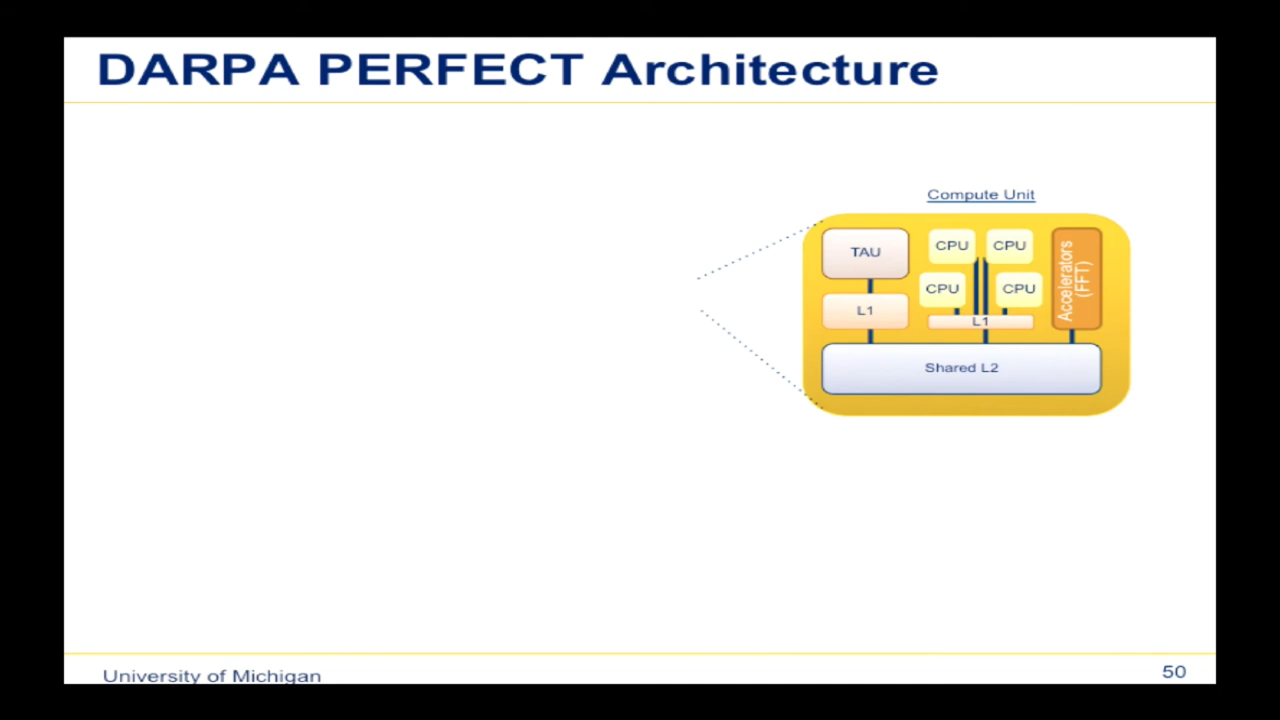 DARPA PERFECT Architecture
Compute Unit
TAU
CPU
CPU
CPU
CPU
L1
L1
Accelerators
(FFT)
Shared L2
University of Michigan
50